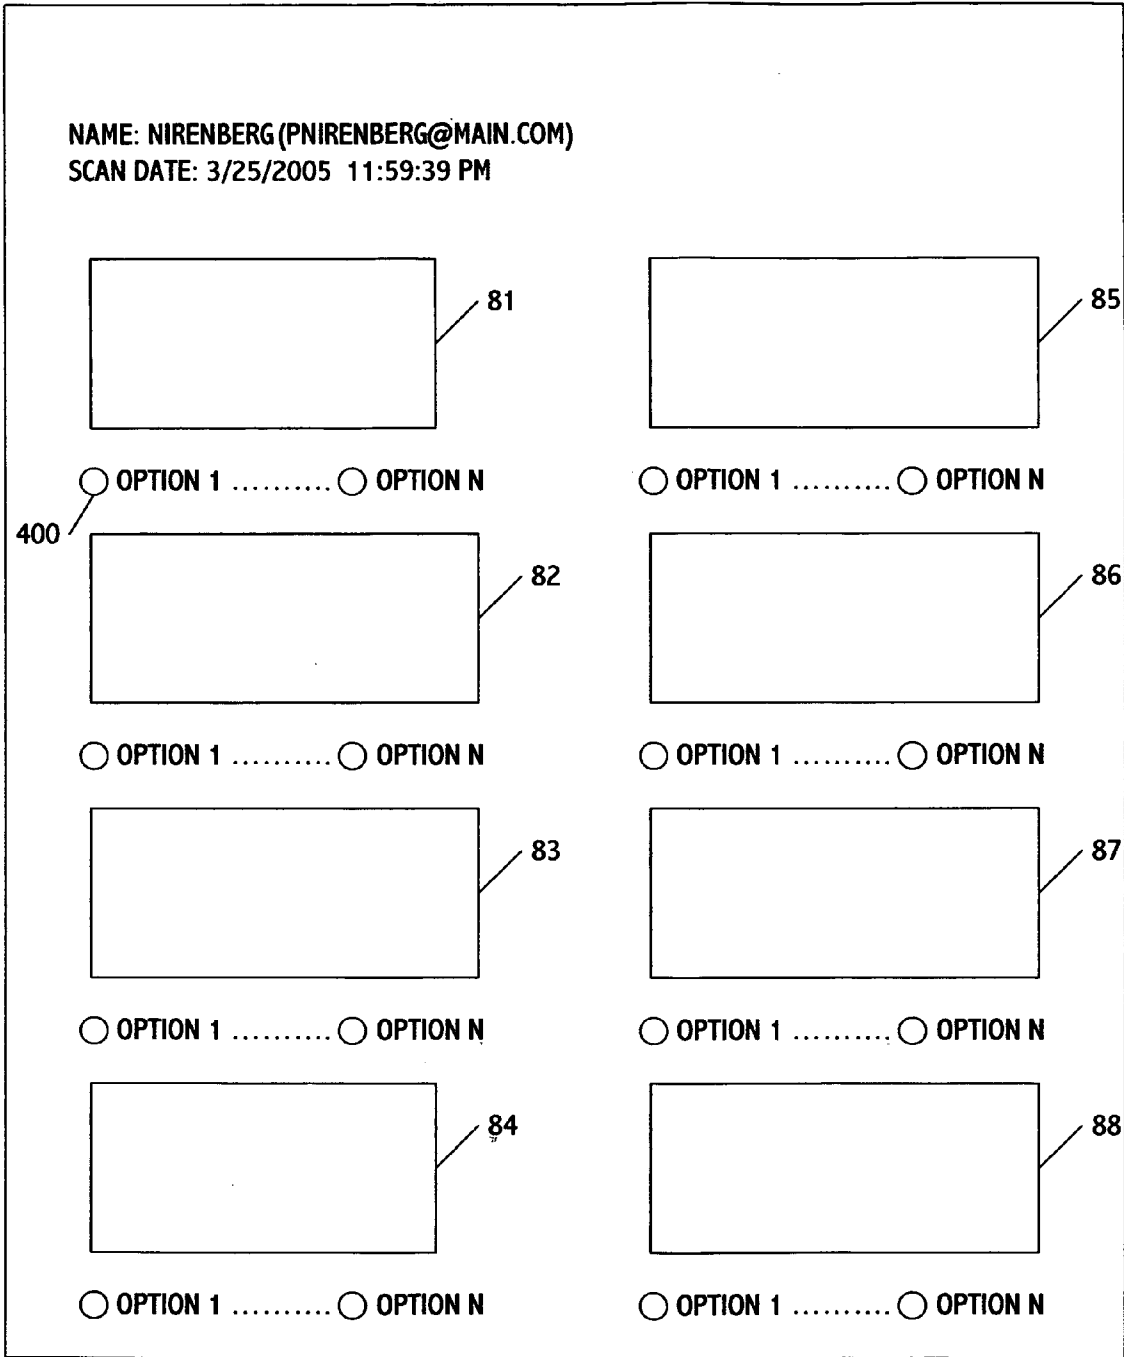 NAME: NIRENBERG (PNIRENBERG@MAIN.COM)
SCAN DATE: 3/25/2005 11:59:39 PM
81
85
OPTION 1 .......... OPTION N
OPTION 1 .......... OPTION N
400
82
86
OPTION 1 .......... OPTION N
OPTION 1 .......... OPTION N
83
87
OPTION 1 .......... OPTION N
OPTION 1 .......... OPTION N
84
88
OPTION 1 .......... OPTION N
OPTION 1 .......... OPTION N